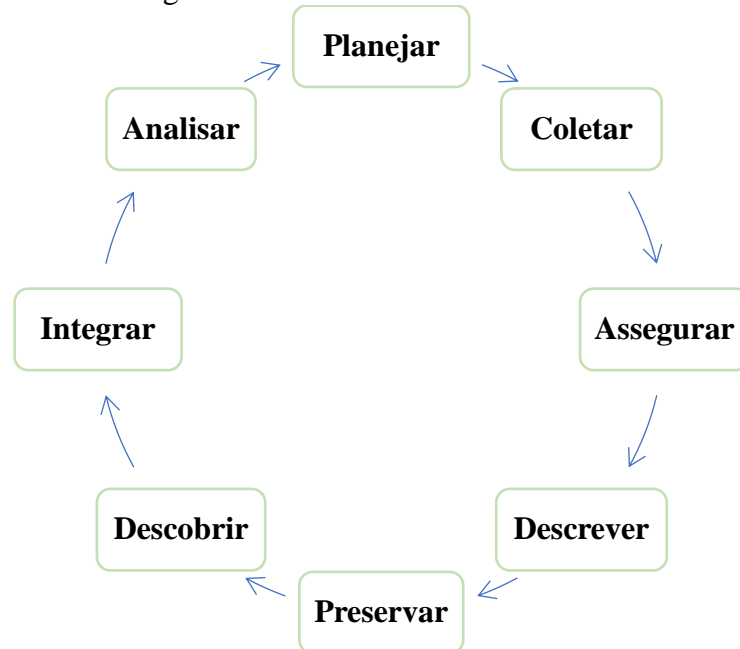 Planejar
Coletar
Assegurar
Descrever
Preservar
Descobrir
Integrar
Analisar